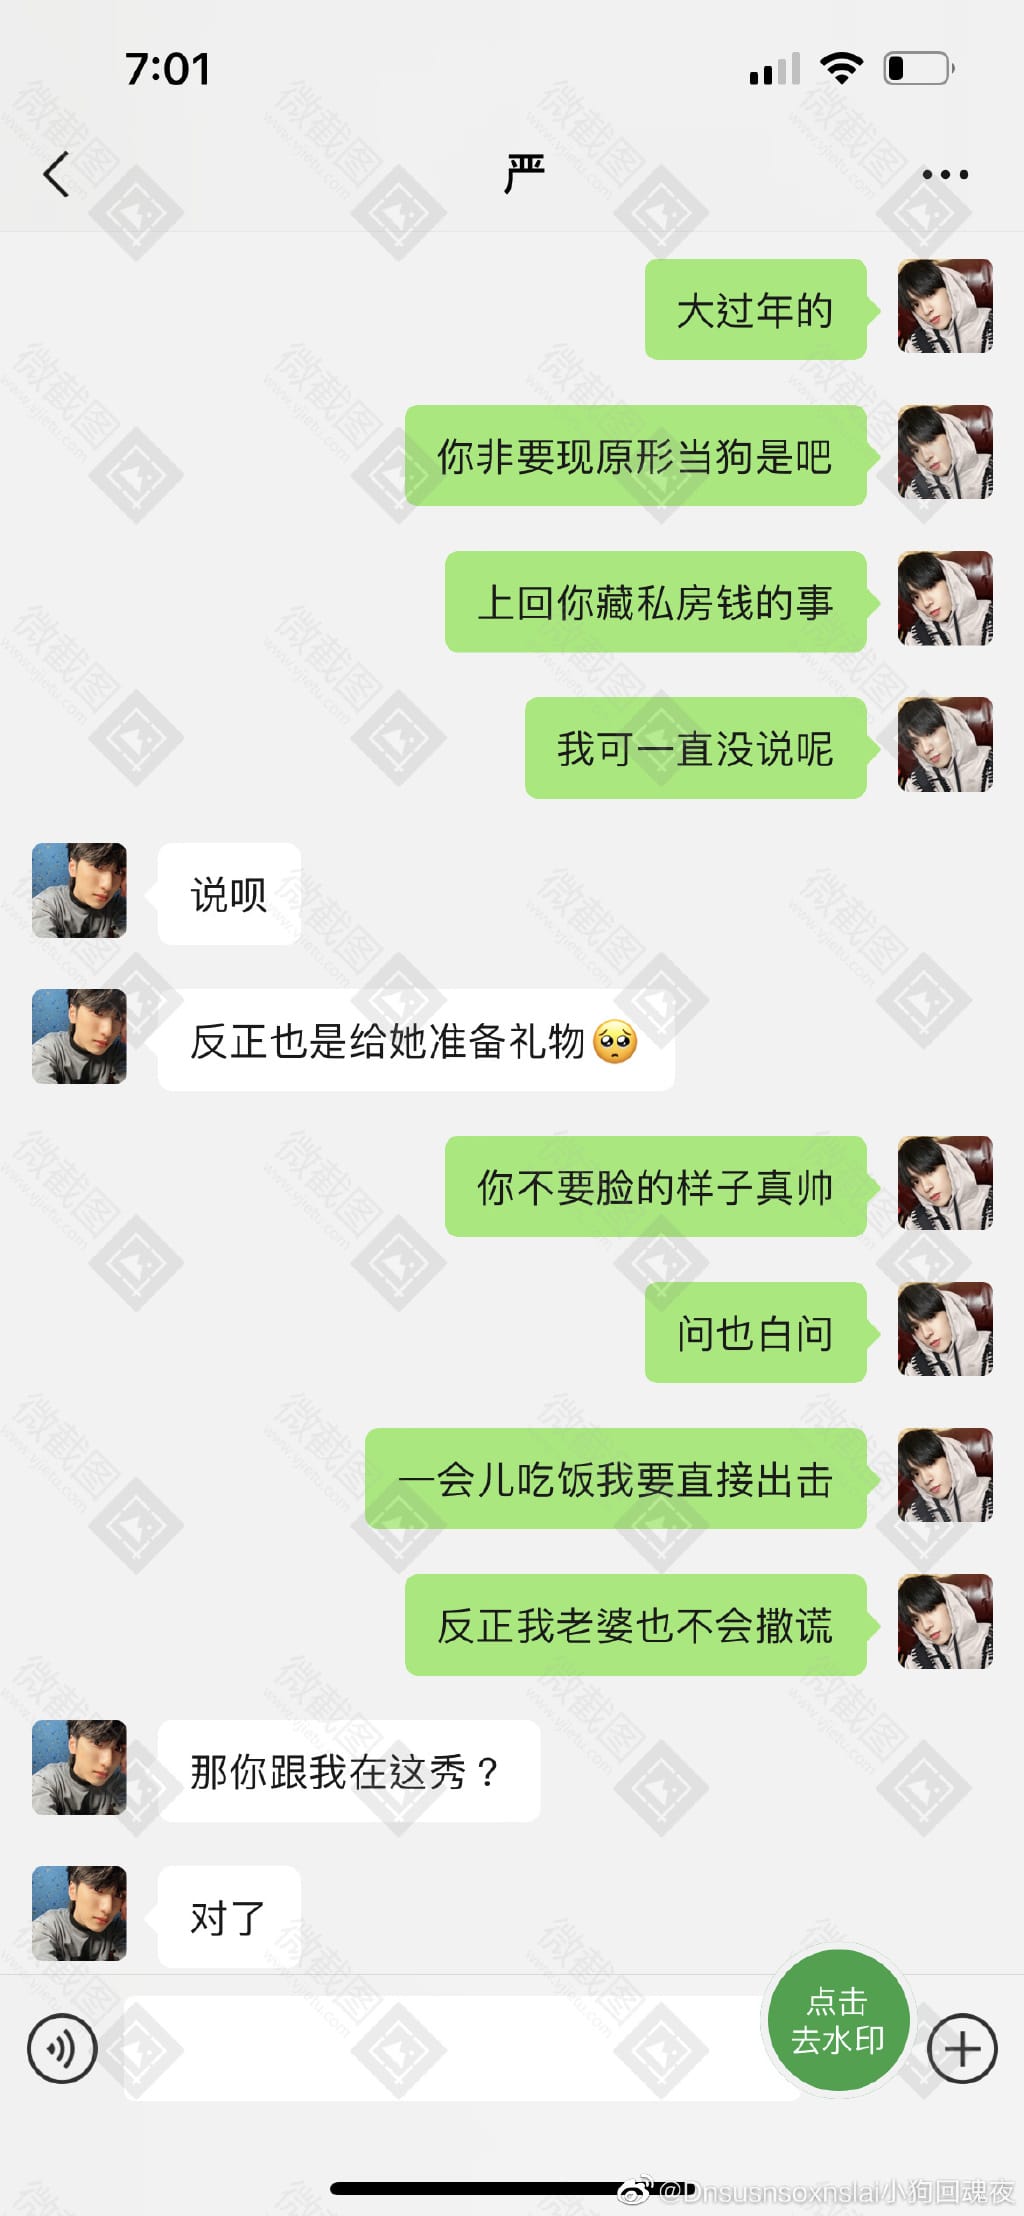 7:01
严
大过年的
你非要现原形当狗是吧
上回你藏私房钱的事
我可一直没说呢
说呗
反正也是给她准备礼物🥺
你不要脸的样子真帅
问也白问
一会儿吃饭我要直接出击
反正我老婆也不会撒谎
那你跟我在这秀？
对了
点击
去水印
@Dnsusnsoxnslai小狗回魂夜
微截图
www.vjietu.com